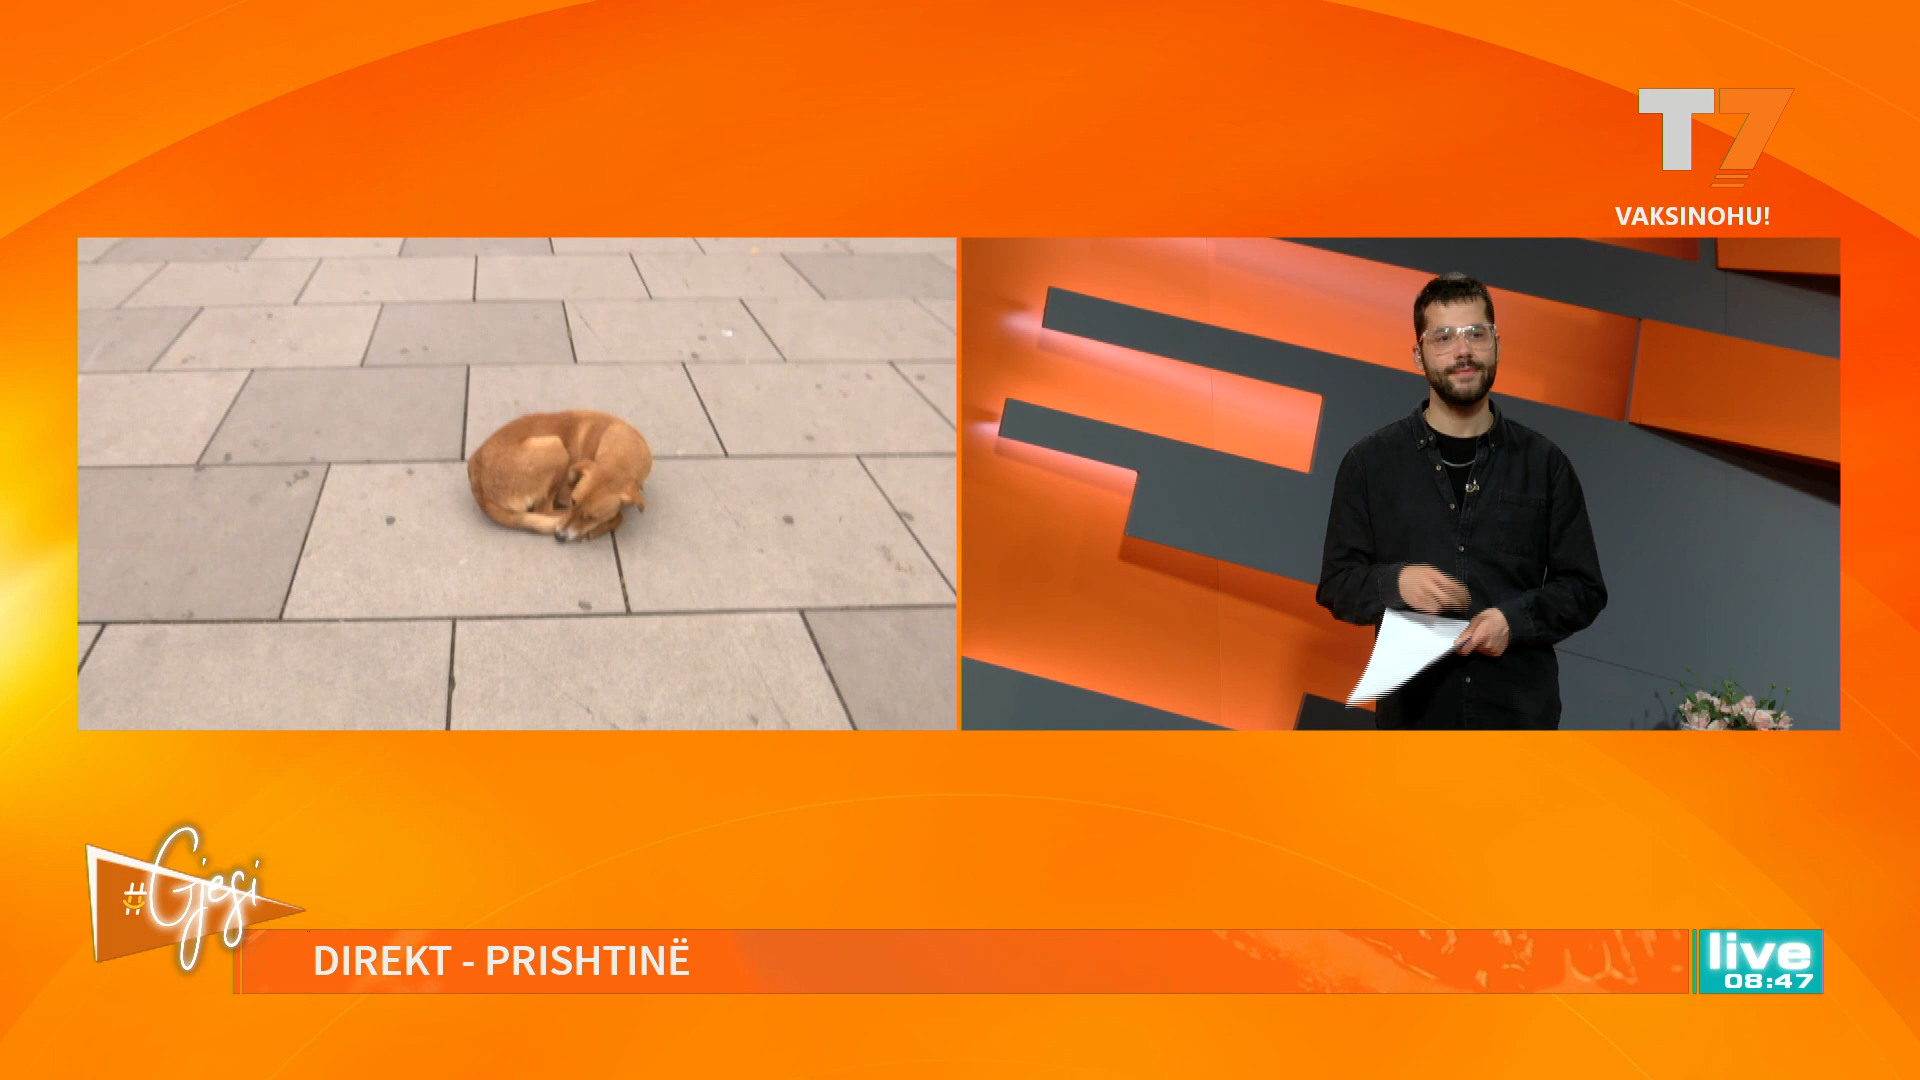 T7
VAKSINOHU!
#Gjesi
DIREKT - PRISHTINË
live
08:47